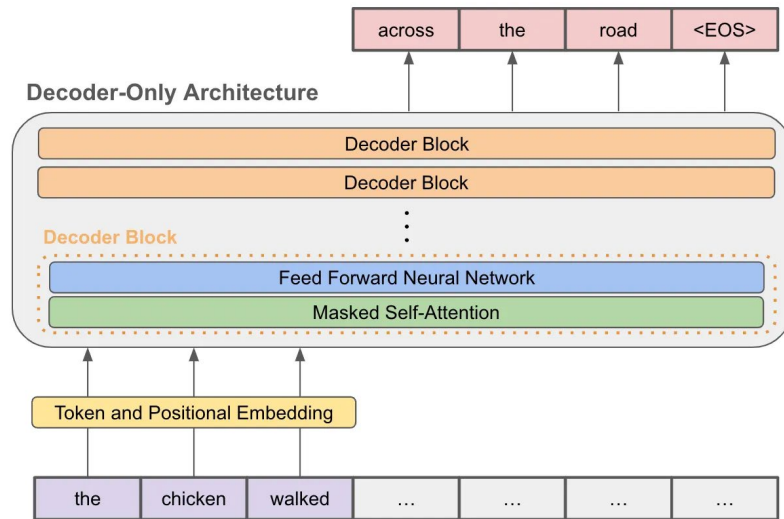 across the road <EOS>
Decoder-Only Architecture
Decoder Block
Decoder Block
Decoder Block
Feed Forward Neural Network
Masked Self-Attention
Token and Positional Embedding
the chicken walked ... ... ... ...